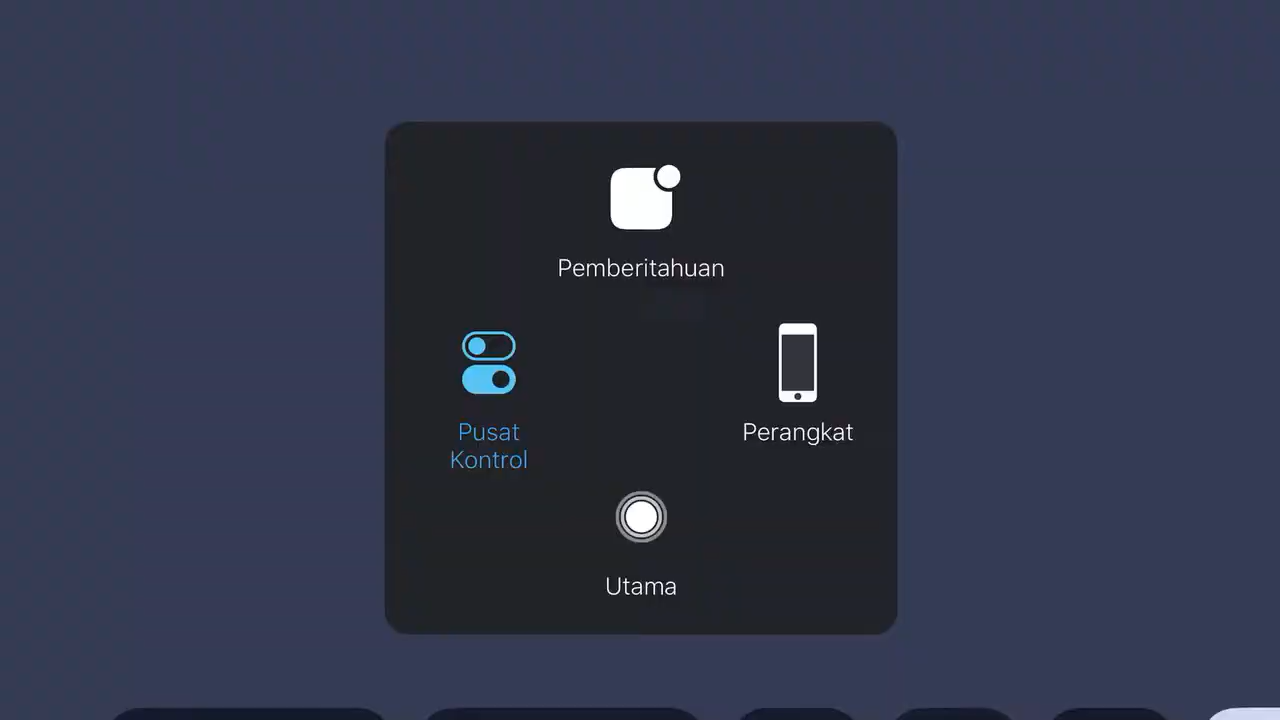 Pemberitahuan
Pusat
Kontrol
Perangkat
Utama